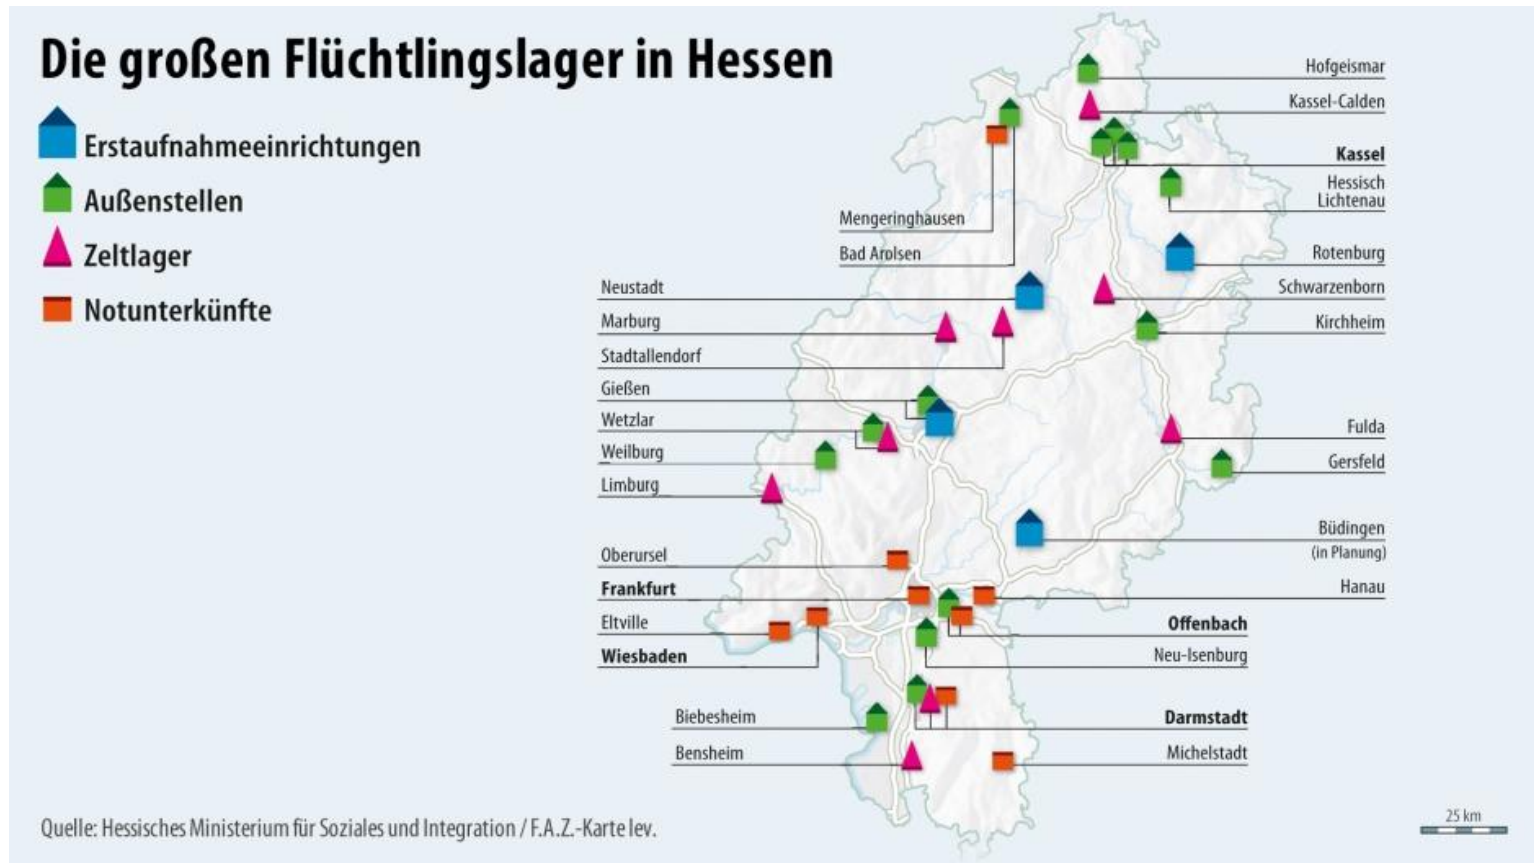 Die großen Flüchtlingslager in Hessen
Erstaufnahmeeinrichtungen
Außenstellen
Zeltlager
Notunterkünfte
Hofgeismar
Kassel-Calden
Kassel
Hessisch
Lichtenau
Mengeringhausen
Bad Arolsen
Rotenburg
Neustadt
Schwarzenborn
Marburg
Kirchheim
Stadtallendorf
Gießen
Wetzlar
Fulda
Weilburg
Gersfeld
Limburg
Büdingen
(in Planung)
Oberursel
Hanau
Frankfurt
Eltville
Offenbach
Wiesbaden
Neu-Isenburg
Biebesheim
Darmstadt
Bensheim
Michelstadt
Quelle: Hessisches Ministerium für Soziales und Integration / F.A.Z.-Karte lev.
25 km